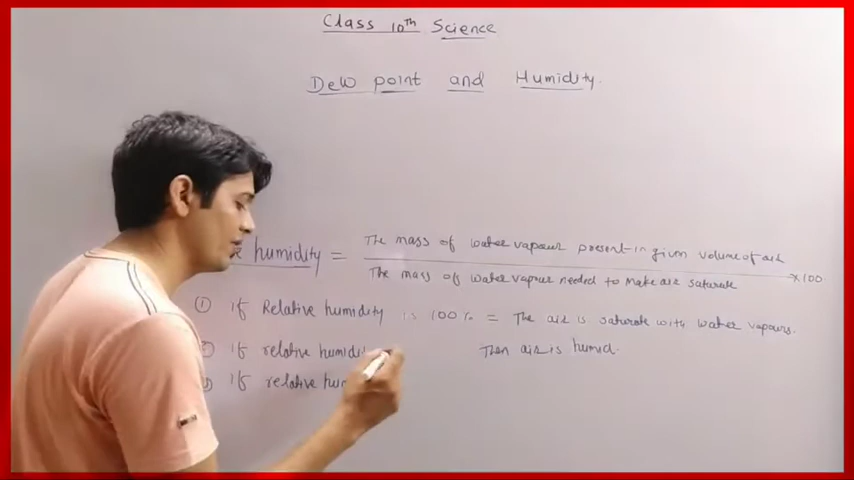 Class 10th Science
Dew point and Humidity.
humidity = The mass of water vapour present in given volume of air
The mass of water vapour needed to make air saturate ×100
① if Relative humidity is 100% = The air is saturate with water vapours.
if relative Then air is humid.
if relative